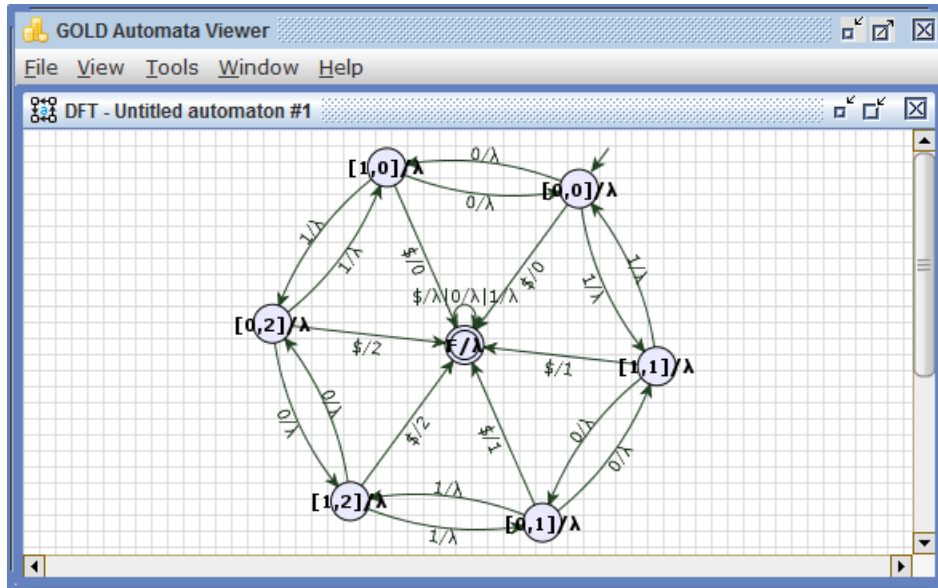 GOLD Automata Viewer
File View Tools Window Help
DFT - Untitled automaton #1
[1,0]/λ
0/λ
[0,0]/λ
0/λ
1/λ
1/λ
$/0
$/0
1/λ
1/λ
$/λ|0/λ|1/λ
[0,2]/λ
$/2
F/λ
$/1
[1,1]/λ
0/λ
0/λ
$/2
$/1
0/λ
0/λ
[1,2]/λ
1/λ
[0,1]/λ
1/λ